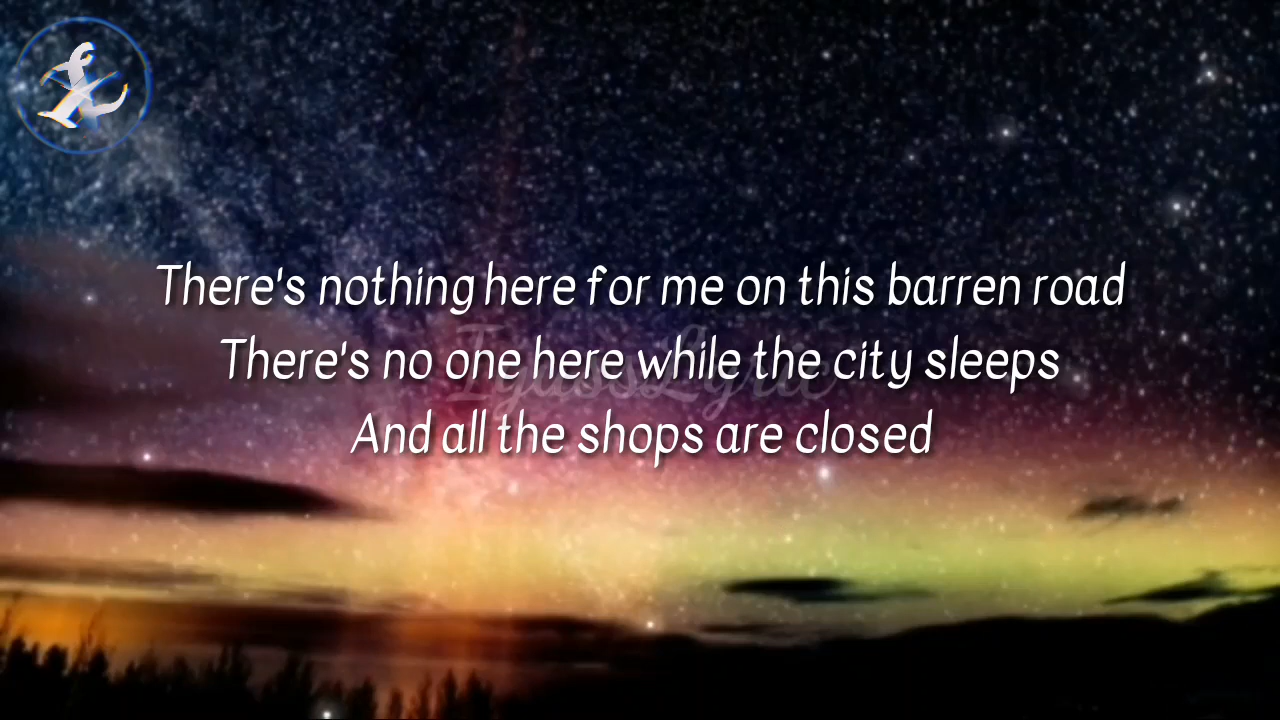 There's nothing here for me on this barren road
There's no one here while the city sleeps
And all the shops are closed